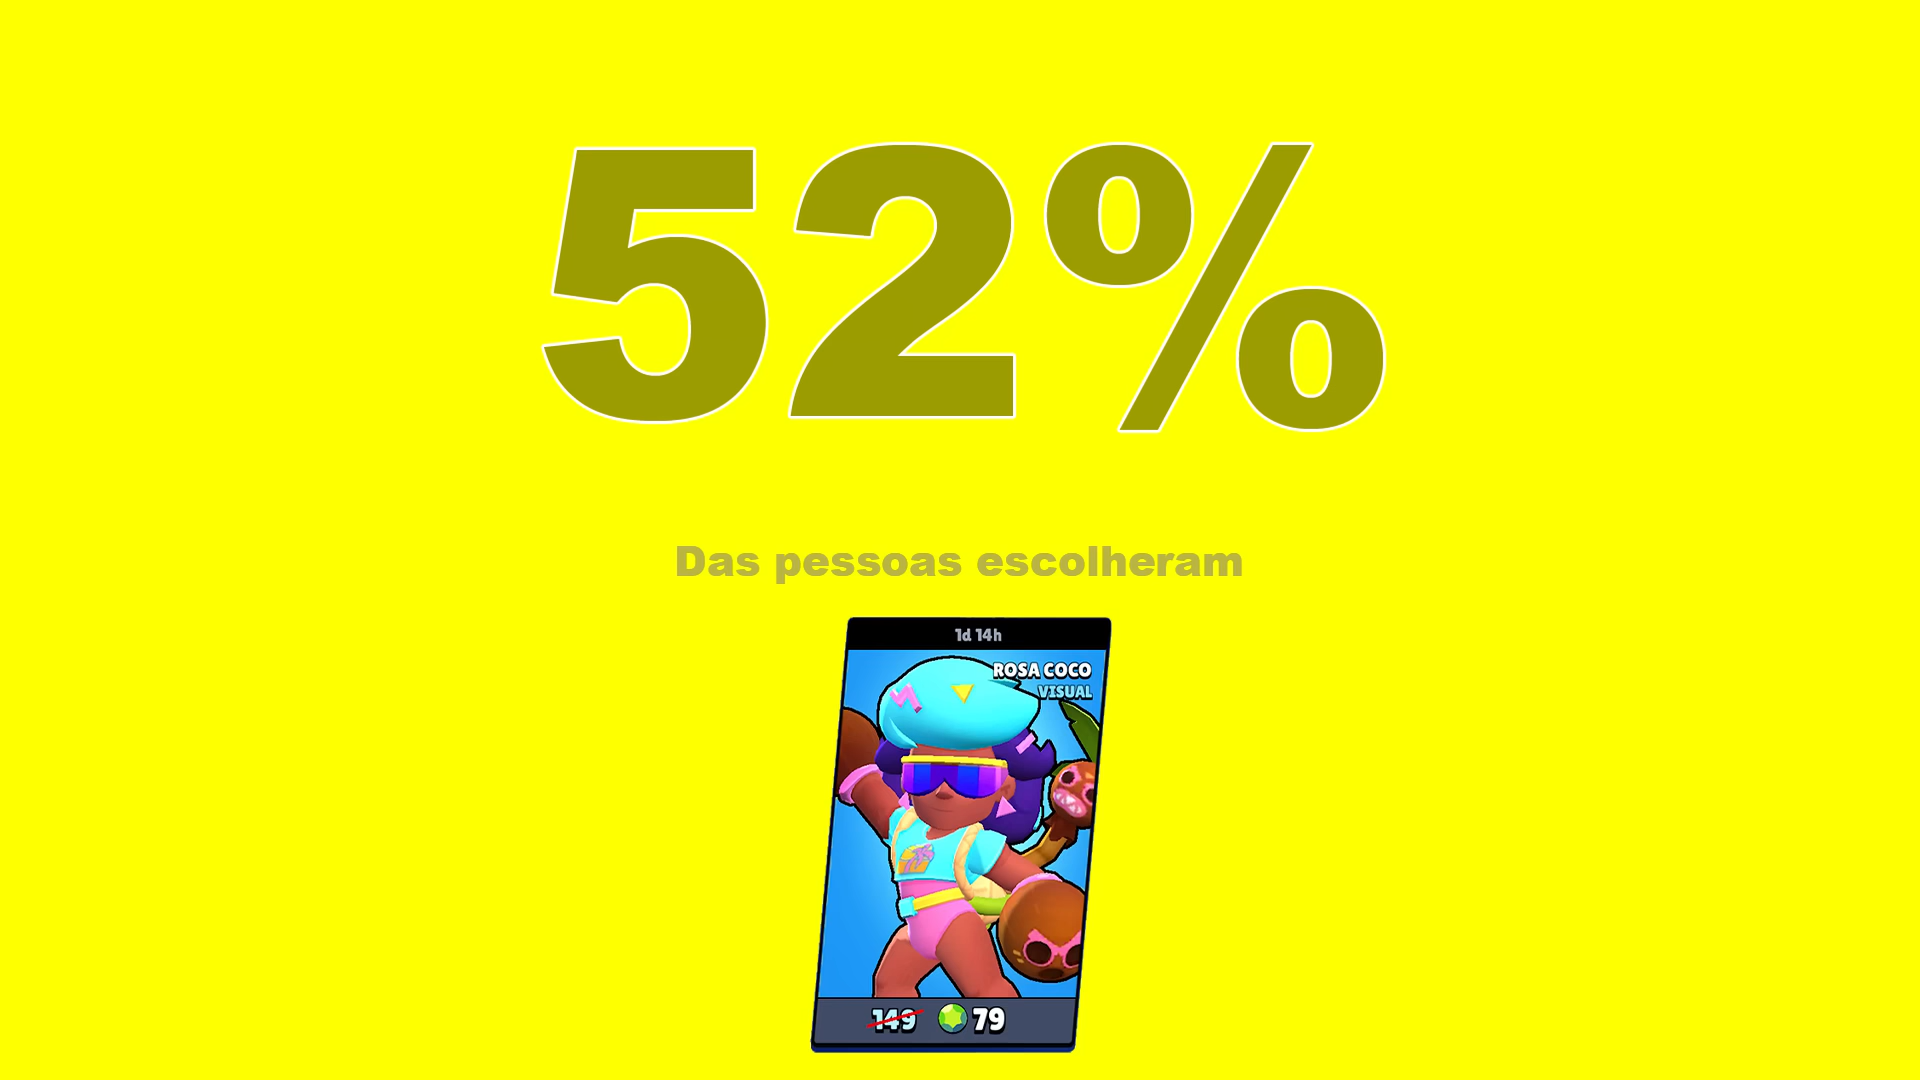 52%
Das pessoas escolheram
1d 14h
ROSA COCO
VISUAL
149 79